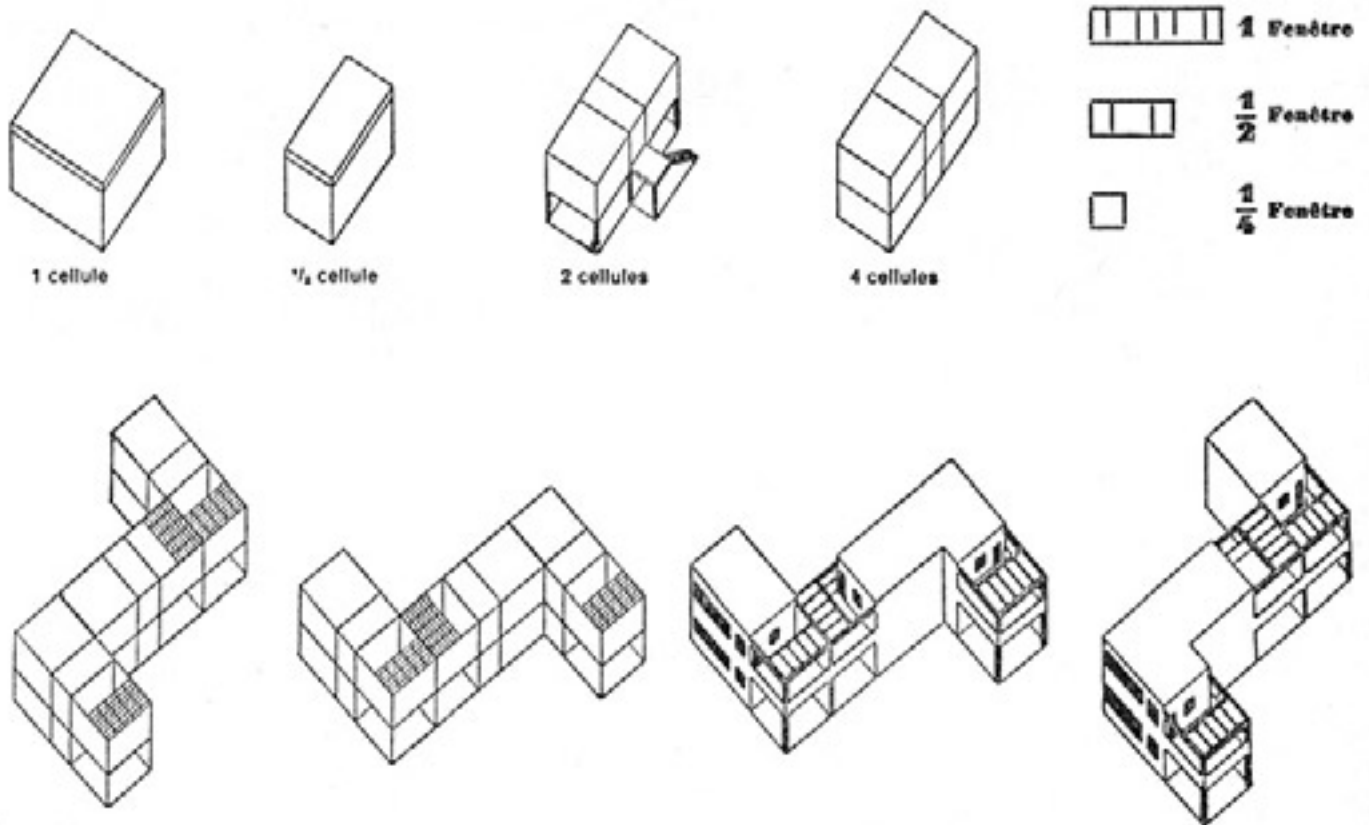 1 Fenêtre
1/2 Fenêtre
1/4 Fenêtre
1 cellule
1/2 cellule
2 cellules
4 cellules